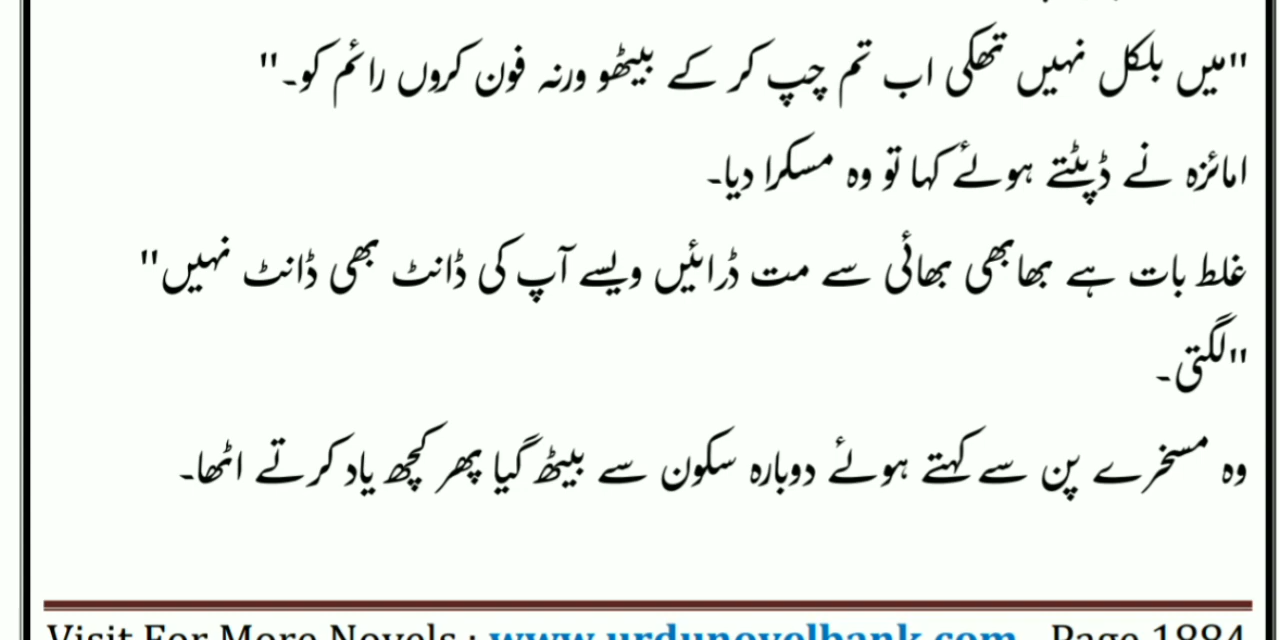 "میں بلکل نہیں تھکی اب تم چپ کر کے بیٹھو ورنہ فون کروں رائم کو۔"
امائزہ نے ڈپٹتے ہوئے کہا تو وہ مسکرا دیا۔
غلط بات ہے بھابھی بھائی سے مت ڈرائیں ویسے آپ کی ڈانٹ بھی ڈانٹ نہیں"
"لگتی۔
وہ مسخرے پن سے کہتے ہوئے دوبارہ سکون سے بیٹھ گیا پھر کچھ یاد کرتے اٹھا۔
Visit For More Novels : www.urdunovelbank.com Page 1884